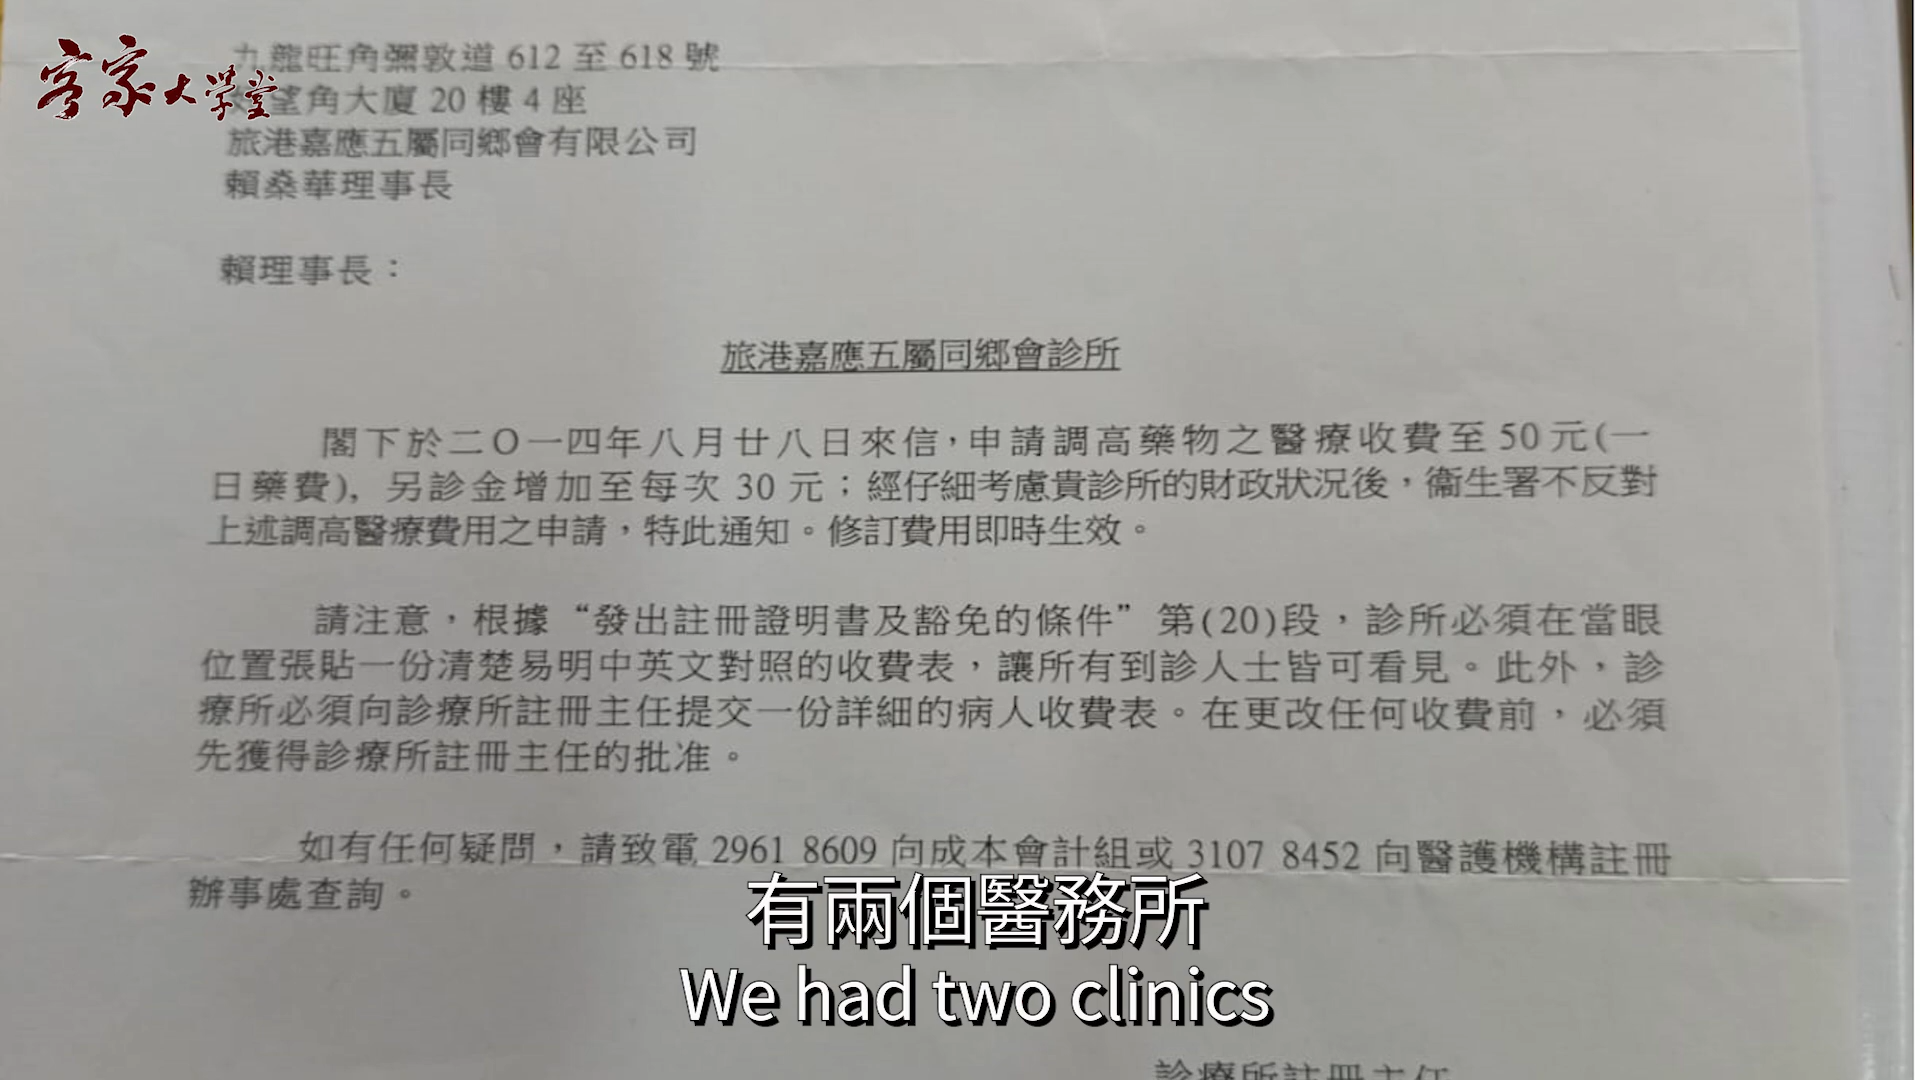 客家大學堂
九龍旺角彌敦道 612 至 618 號
好望角大廈 20 樓 4 座
旅港嘉應五屬同鄉會有限公司
賴燊華理事長
賴理事長：
旅港嘉應五屬同鄉會診所
閣下於二O一四年八月廿八日來信，申請調高藥物之醫療收費至 50 元(一
日藥費), 另診金增加至每次 30 元；經仔細考慮貴診所的財政狀況後，衞生署不反對
上述調高醫療費用之申請，特此通知。修訂費用即時生效。
請注意，根據“發出註冊證明書及豁免的條件”第(20)段，診所必須在當眼
位置張貼一份清楚易明中英文對照的收費表，讓所有到診人士皆可看見。此外，診
療所必須向診療所註冊主任提交一份詳細的病人收費表。在更改任何收費前，必須
先獲得診療所註冊主任的批准。
如有任何疑問，請致電 2961 8609 向成本會計組或 3107 8452 向醫護機構註冊
辦事處查詢。
有兩個醫務所
We had two clinics
診療所註冊主任